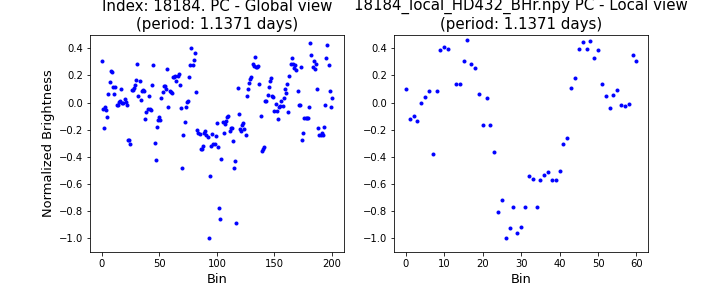 Index: 18184. PC - Global view
(period: 1.1371 days)
18184_local_HD432_BHr.npy PC - Local view
(period: 1.1371 days)
Normalized Brightness
0.4
0.2
0.0
−0.2
−0.4
−0.6
−0.8
−1.0
0 50 100 150 200
Bin
0.4
0.2
0.0
−0.2
−0.4
−0.6
−0.8
−1.0
0 10 20 30 40 50 60
Bin